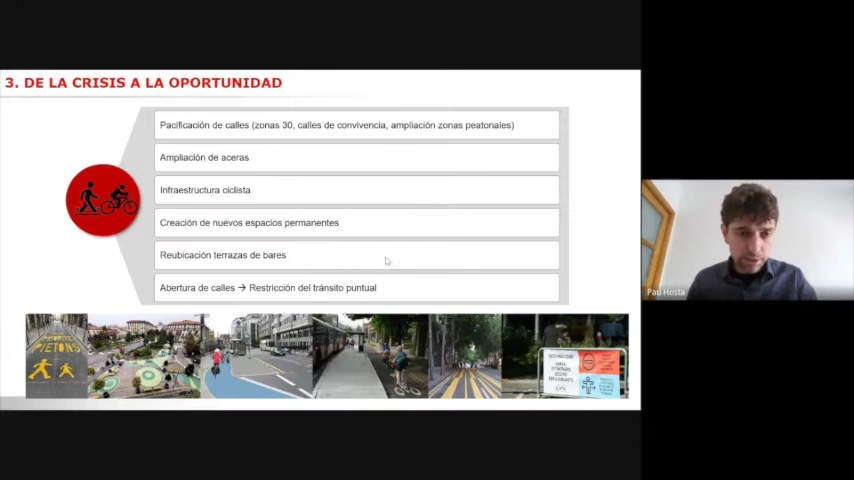 3. DE LA CRISIS A LA OPORTUNIDAD
Pacificación de calles (zonas 30, calles de convivencia, ampliación zonas peatonales)
Ampliación de aceras
Infraestructura ciclista
Creación de nuevos espacios permanentes
Reubicación terrazas de bares
Abertura de calles → Restricción del tránsito puntual
Pau Hosta
PIETONS